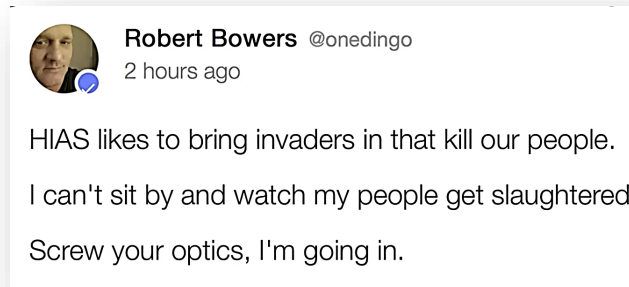 Robert Bowers @onedingo
2 hours ago
HIAS likes to bring invaders in that kill our people.
I can't sit by and watch my people get slaughtered
Screw your optics, I'm going in.